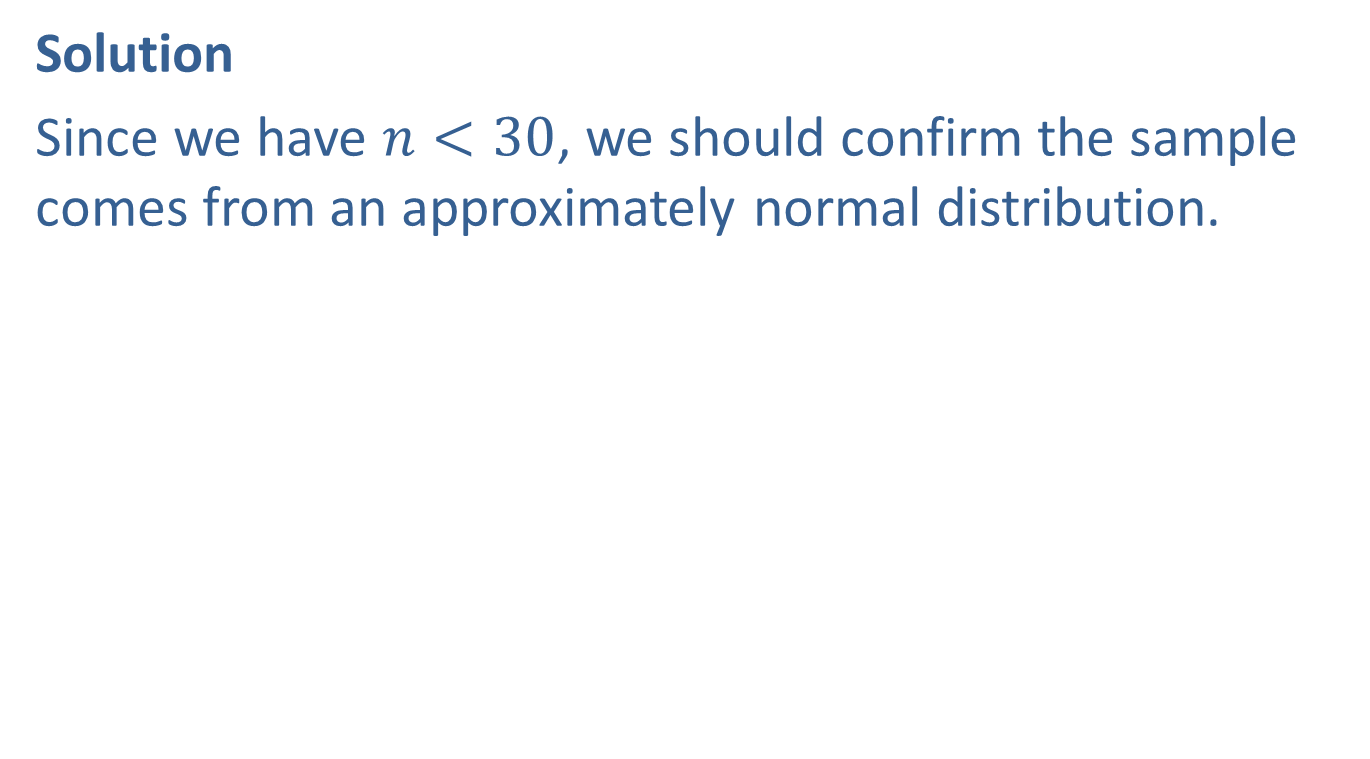 Solution
Since we have n < 30, we should confirm the sample
comes from an approximately normal distribution.